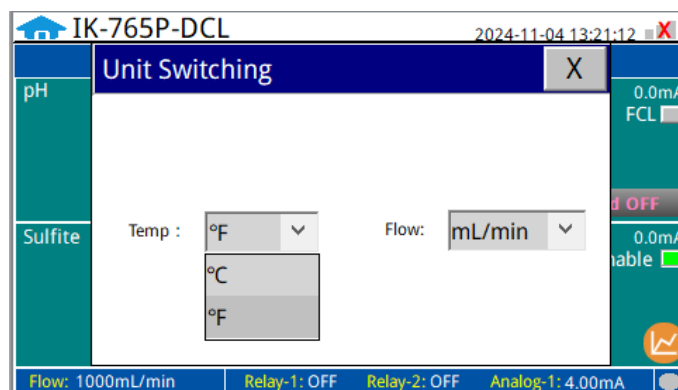 IK-765P-DCL
2024-11-04 13:21:12 X
Unit Switching X
pH
0.0mA
FCL
d OFF
Temp : °F
Flow: mL/min
°C
°F
Sulfite
0.0mA
nable
Flow: 1000mL/min Relay-1: OFF Relay-2: OFF Analog-1: 4.00mA